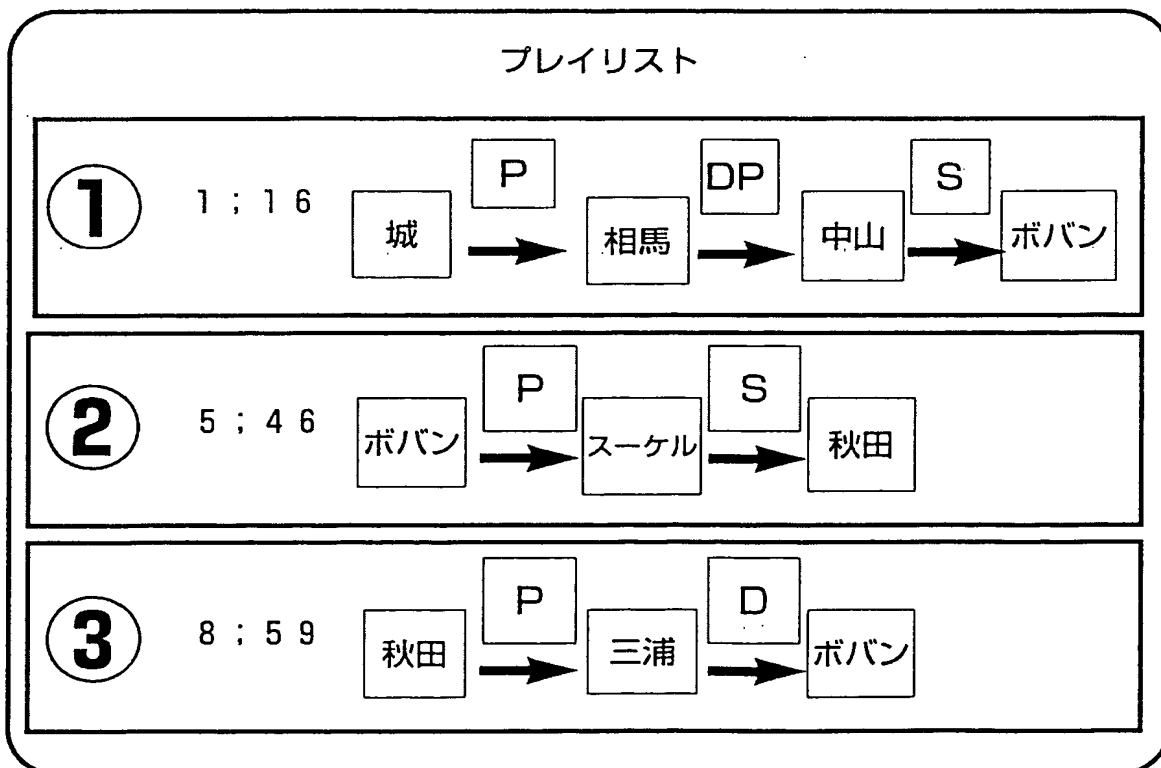 プレイリスト
① 1;16 城 P 相馬 DP 中山 S ボバン
② 5;46 ボバン P スーケル S 秋田
③ 8;59 秋田 P 三浦 D ボバン